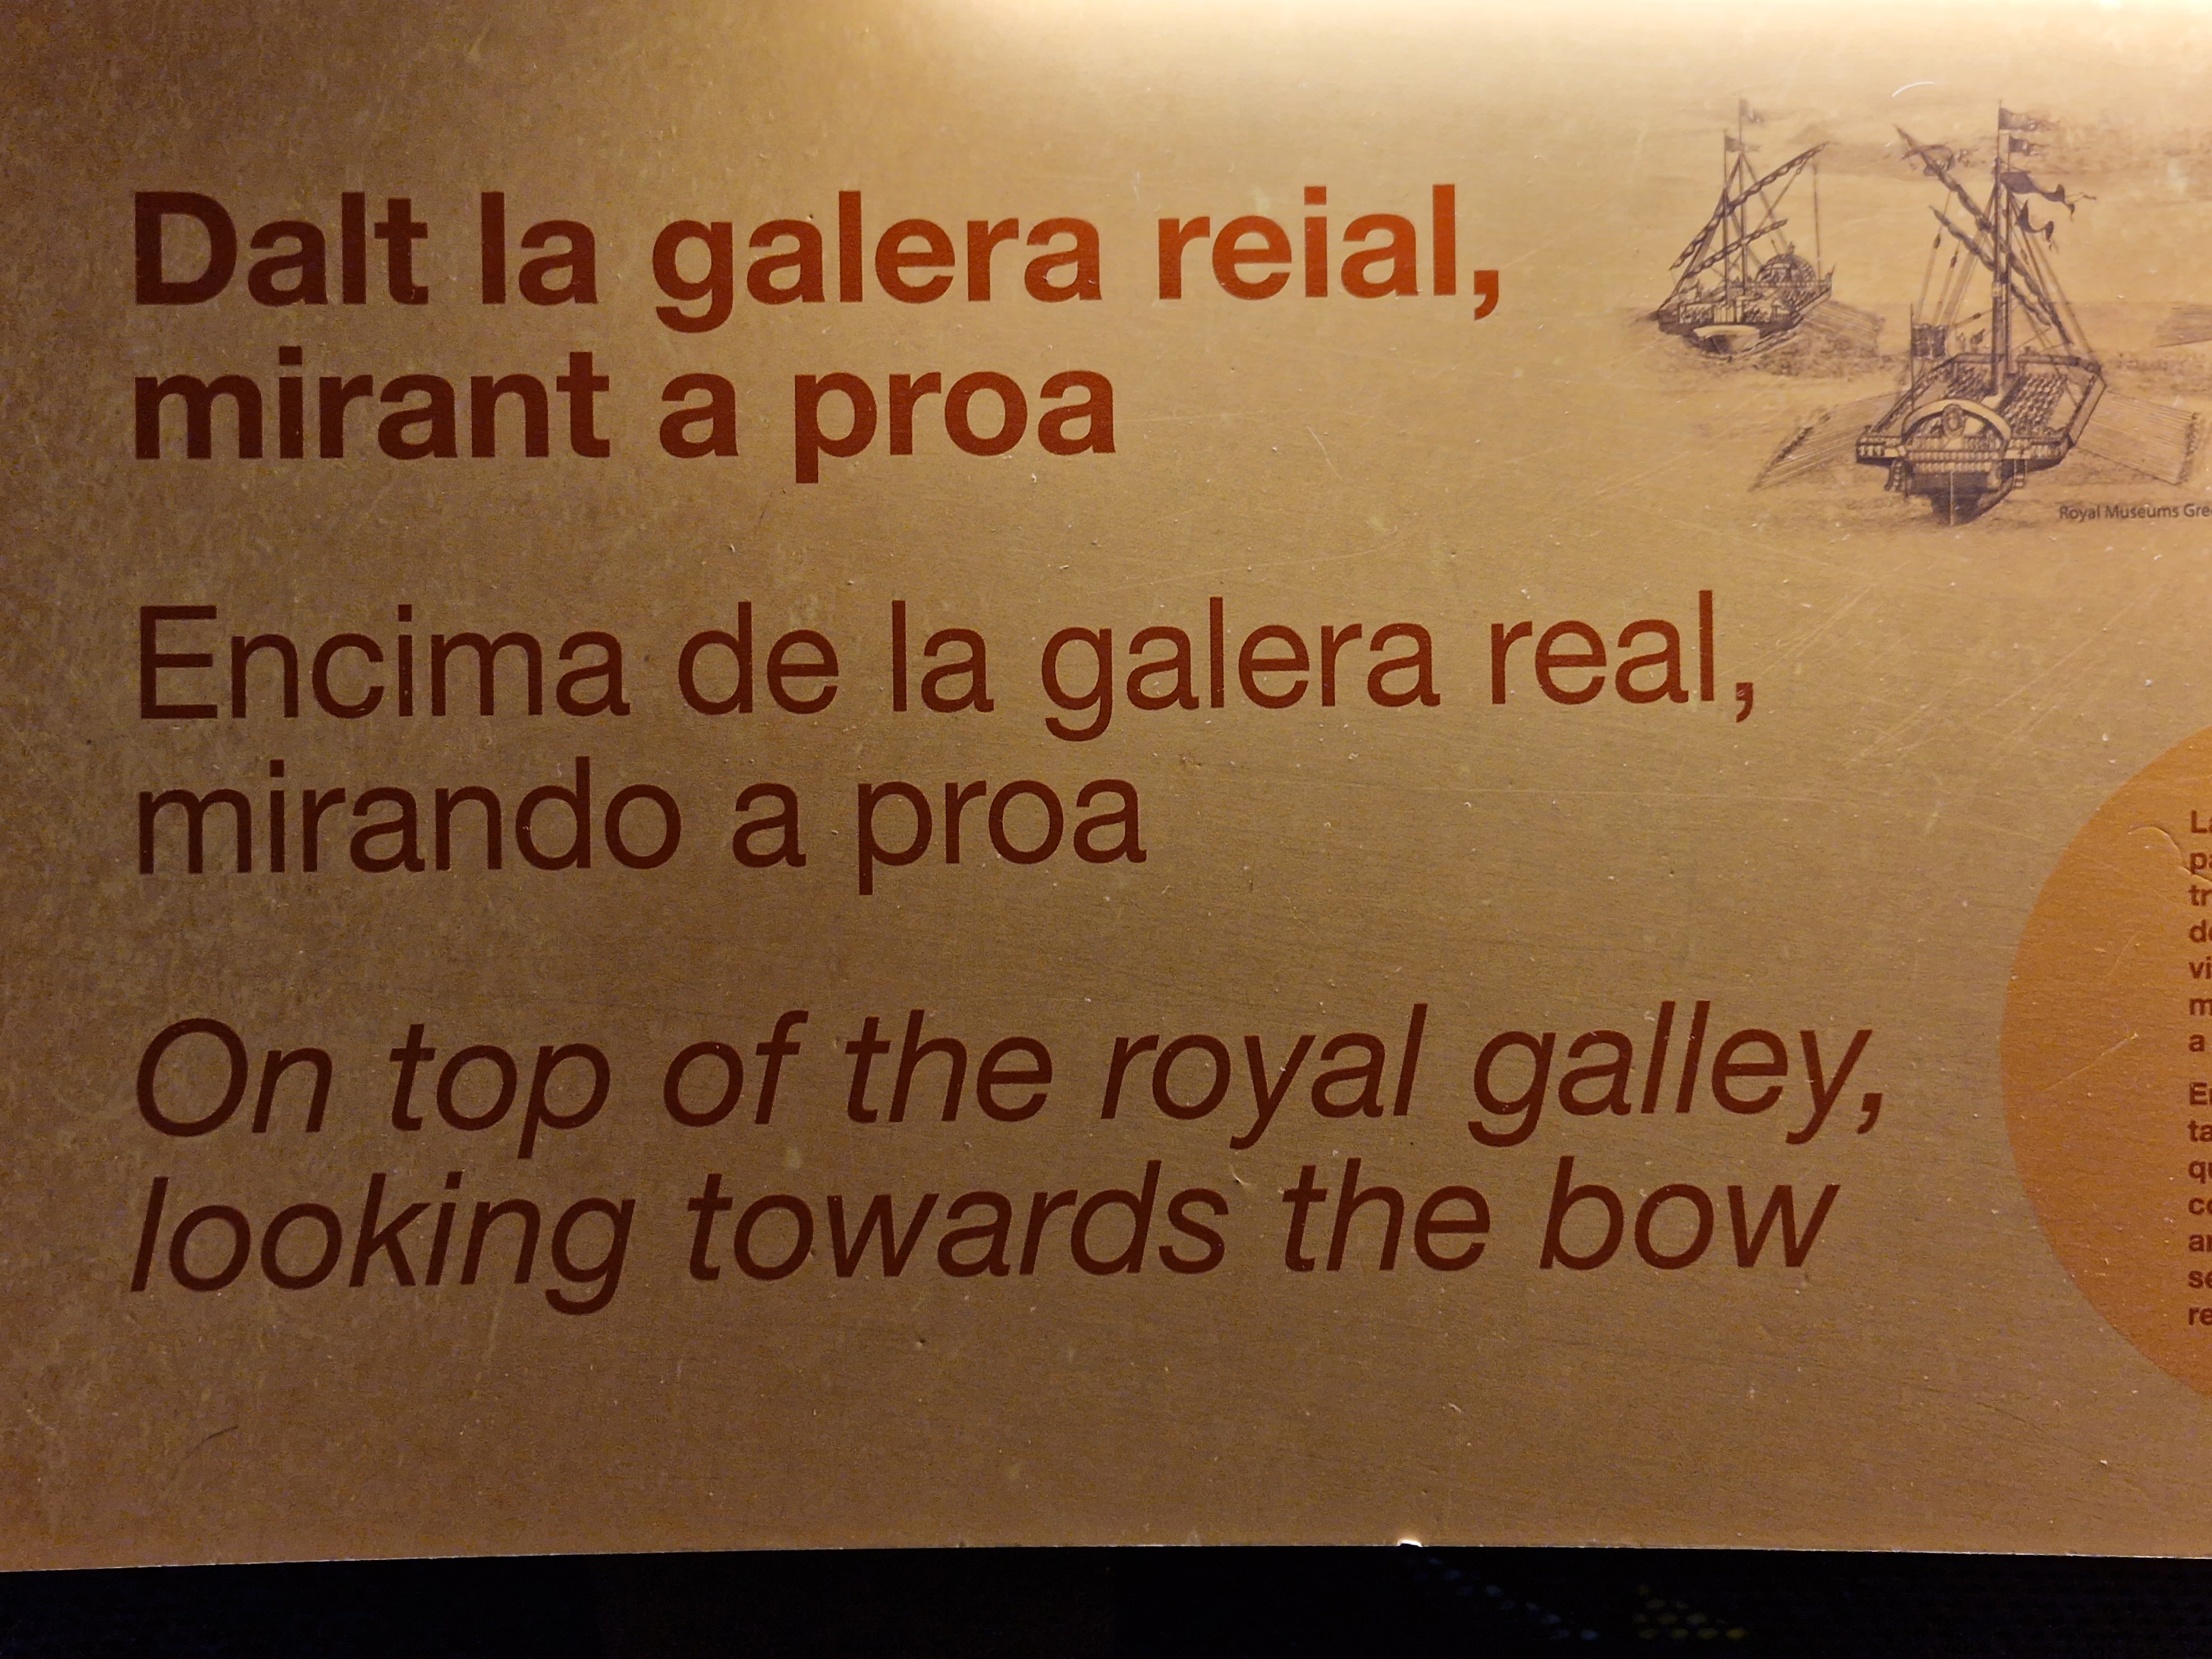 Dalt la galera reial,
mirant a proa
Royal Museums
Encima de la galera real,
mirando a proa
On top of the royal galley,
looking towards the bow
a